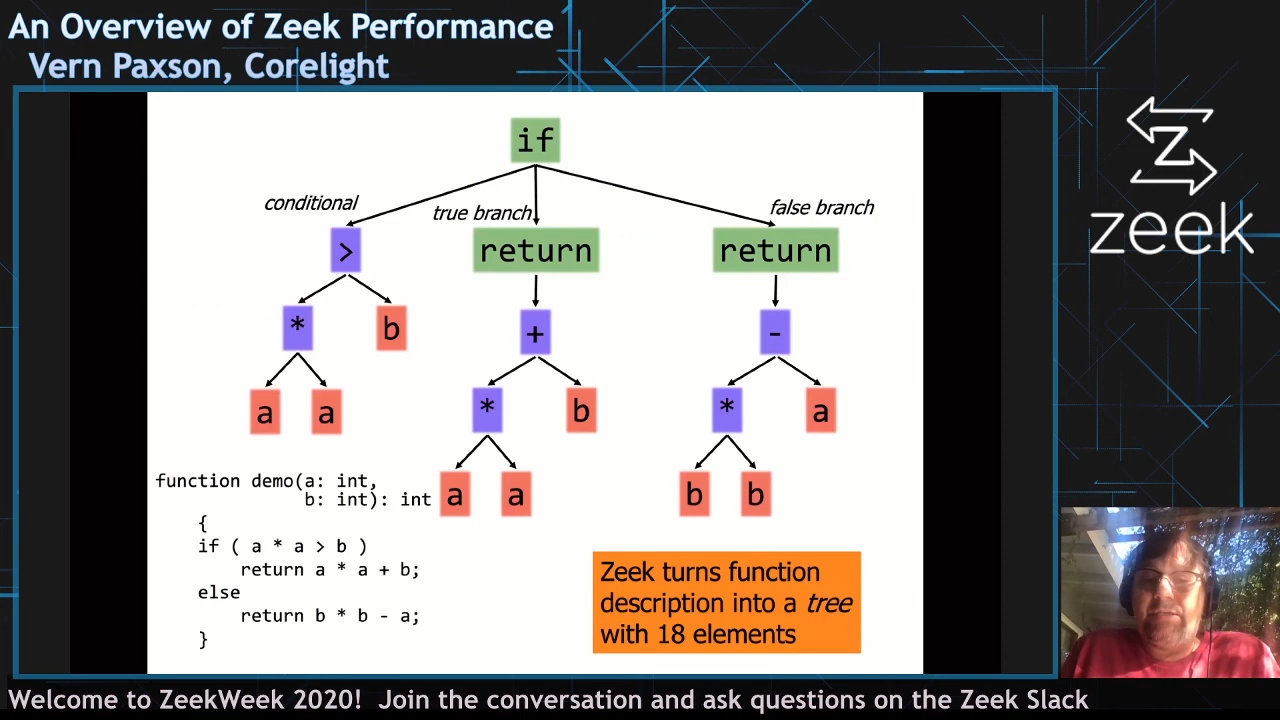 An Overview of Zeek Performance
Vern Paxson, Corelight
zeek
if
conditional
true branch
false branch
>
return
return
*
b
+
-
a
a
*
b
*
a
a
a
b
b
function demo(a: int,
b: int): int
{
if ( a * a > b )
return a * a + b;
else
return b * b - a;
}
Zeek turns function
description into a tree
with 18 elements
Welcome to ZeekWeek 2020!  Join the conversation and ask questions on the Zeek Slack